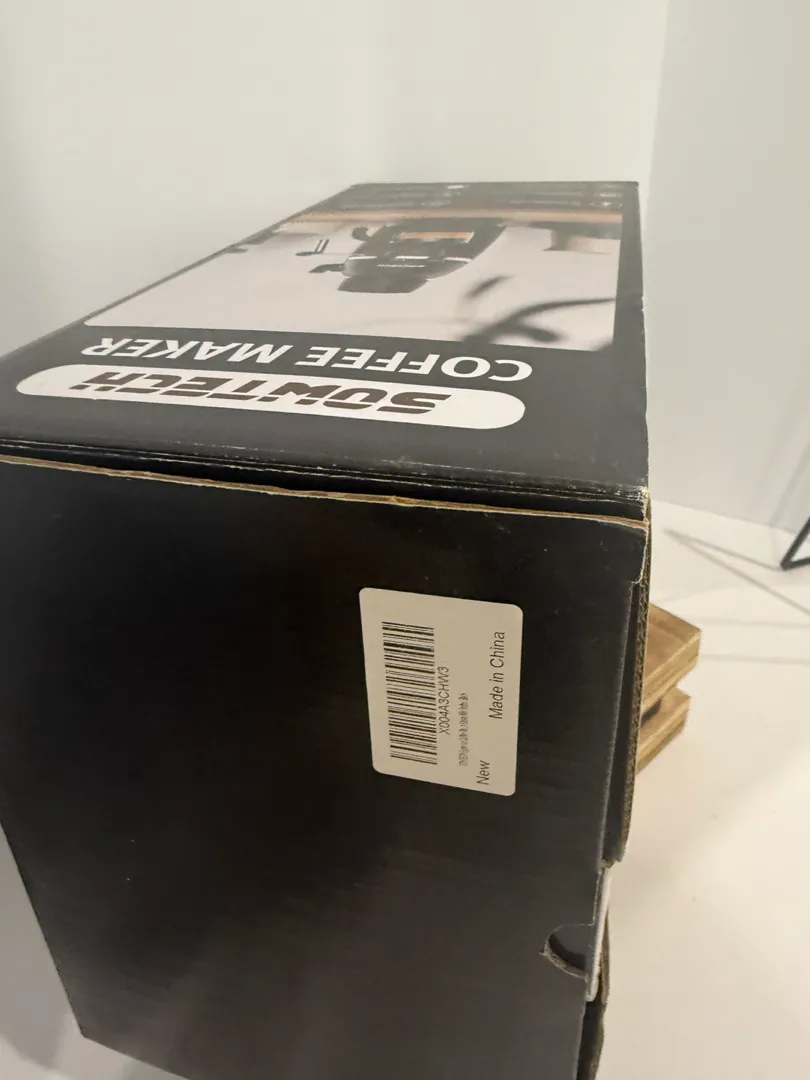 SOWTECH
COFFEE MAKER
X004A3CHW3
New
Made in China